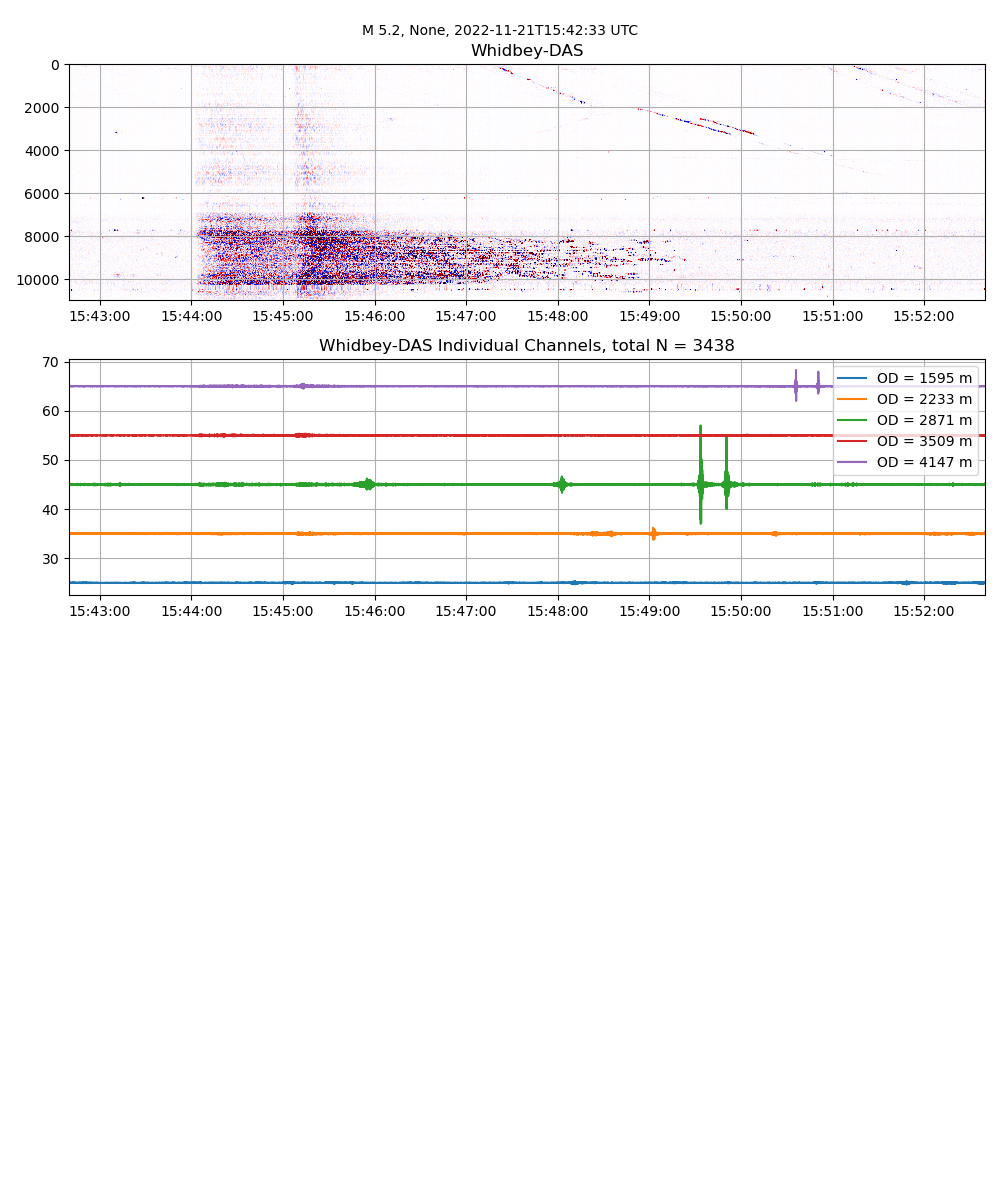 M 5.2, None, 2022-11-21T15:42:33 UTC
Whidbey-DAS
0
2000
4000
6000
8000
10000
15:43:00 15:44:00 15:45:00 15:46:00 15:47:00 15:48:00 15:49:00 15:50:00 15:51:00 15:52:00
Whidbey-DAS Individual Channels, total N = 3438
70
60
50
40
30
OD = 1595 m
OD = 2233 m
OD = 2871 m
OD = 3509 m
OD = 4147 m
15:43:00 15:44:00 15:45:00 15:46:00 15:47:00 15:48:00 15:49:00 15:50:00 15:51:00 15:52:00